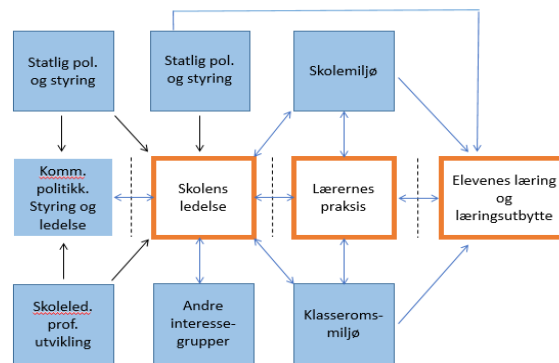 Statlig pol.
og styring
Statlig pol.
og styring
Skolemiljø
Komm.
politikk.
Styring og
ledelse
Skolens
ledelse
Lærernes
praksis
Elevenes læring
og
læringsutbytte
Skoleled.
prof.
utvikling
Andre
interesse-
grupper
Klasseroms-
miljø